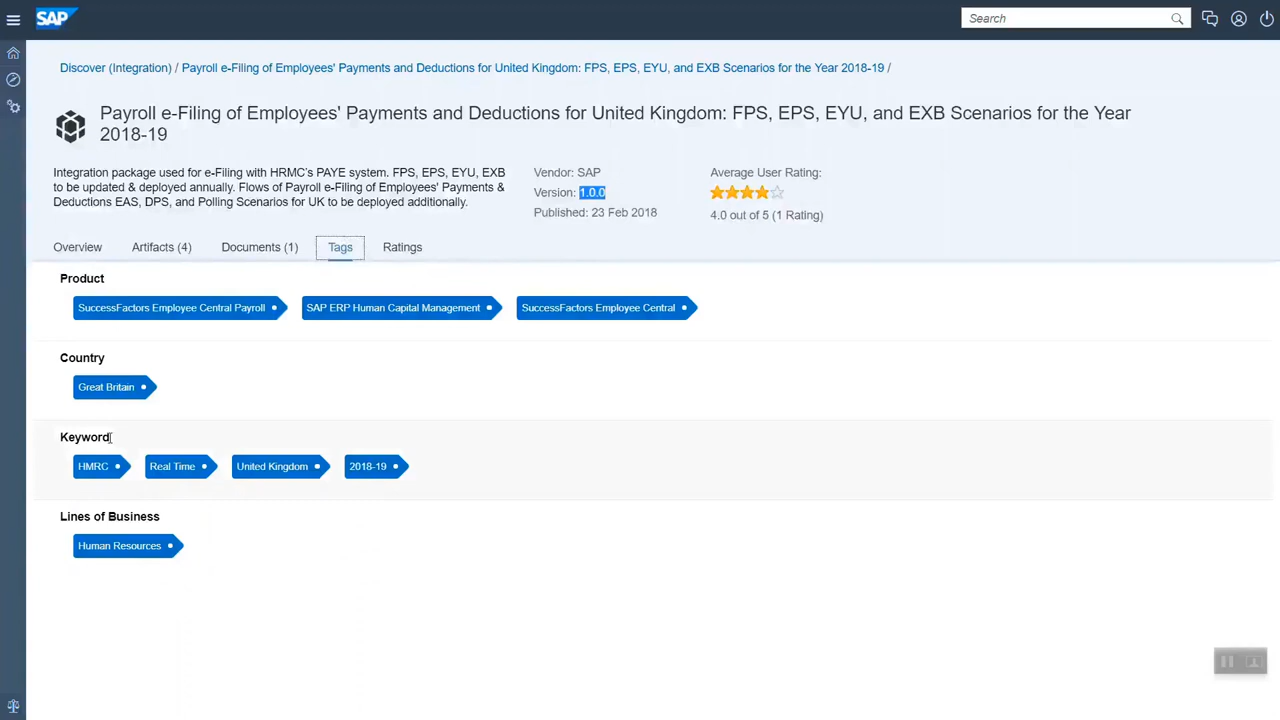 SAP
Search
Discover (Integration) / Payroll e-Filing of Employees' Payments and Deductions for United Kingdom: FPS, EPS, EYU, and EXB Scenarios for the Year 2018-19 /
Payroll e-Filing of Employees' Payments and Deductions for United Kingdom: FPS, EPS, EYU, and EXB Scenarios for the Year
2018-19
Integration package used for e-Filing with HRMC's PAYE system. FPS, EPS, EYU, EXB
to be updated & deployed annually. Flows of Payroll e-Filing of Employees' Payments &
Deductions EAS, DPS, and Polling Scenarios for UK to be deployed additionally.
Vendor: SAP
Version: 1.0.0
Published: 23 Feb 2018
Average User Rating:
4.0 out of 5 (1 Rating)
Overview Artifacts (4) Documents (1) Tags Ratings
Product
SuccessFactors Employee Central Payroll SAP ERP Human Capital Management SuccessFactors Employee Central
Country
Great Britain
Keyword
HMRC Real Time United Kingdom 2018-19
Lines of Business
Human Resources